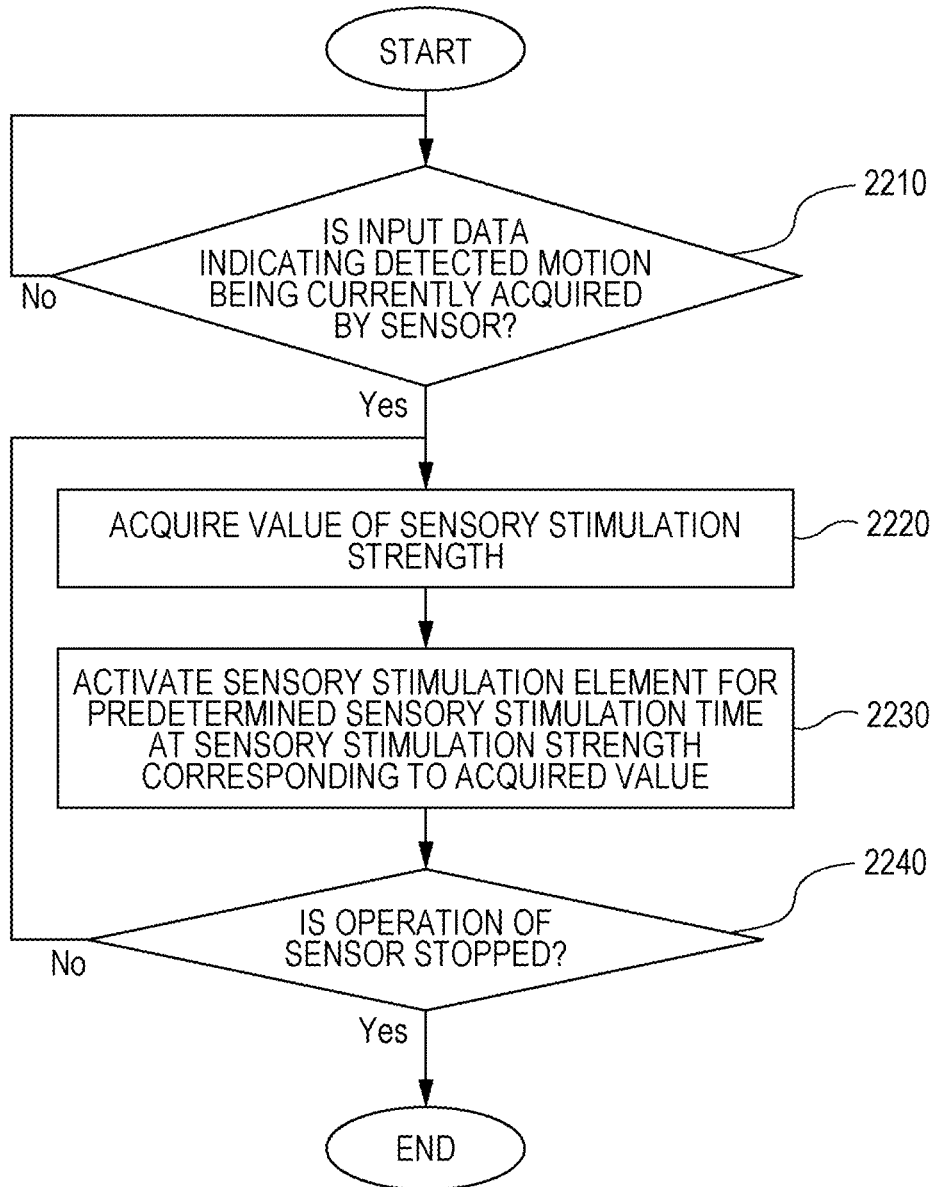 START
2210
IS INPUT DATA
INDICATING DETECTED MOTION
BEING CURRENTLY ACQUIRED
BY SENSOR?
No
Yes
ACQUIRE VALUE OF SENSORY STIMULATION
STRENGTH
2220
ACTIVATE SENSORY STIMULATION ELEMENT FOR
PREDETERMINED SENSORY STIMULATION TIME
AT SENSORY STIMULATION STRENGTH
CORRESPONDING TO ACQUIRED VALUE
2230
2240
IS OPERATION OF
SENSOR STOPPED?
No
Yes
END